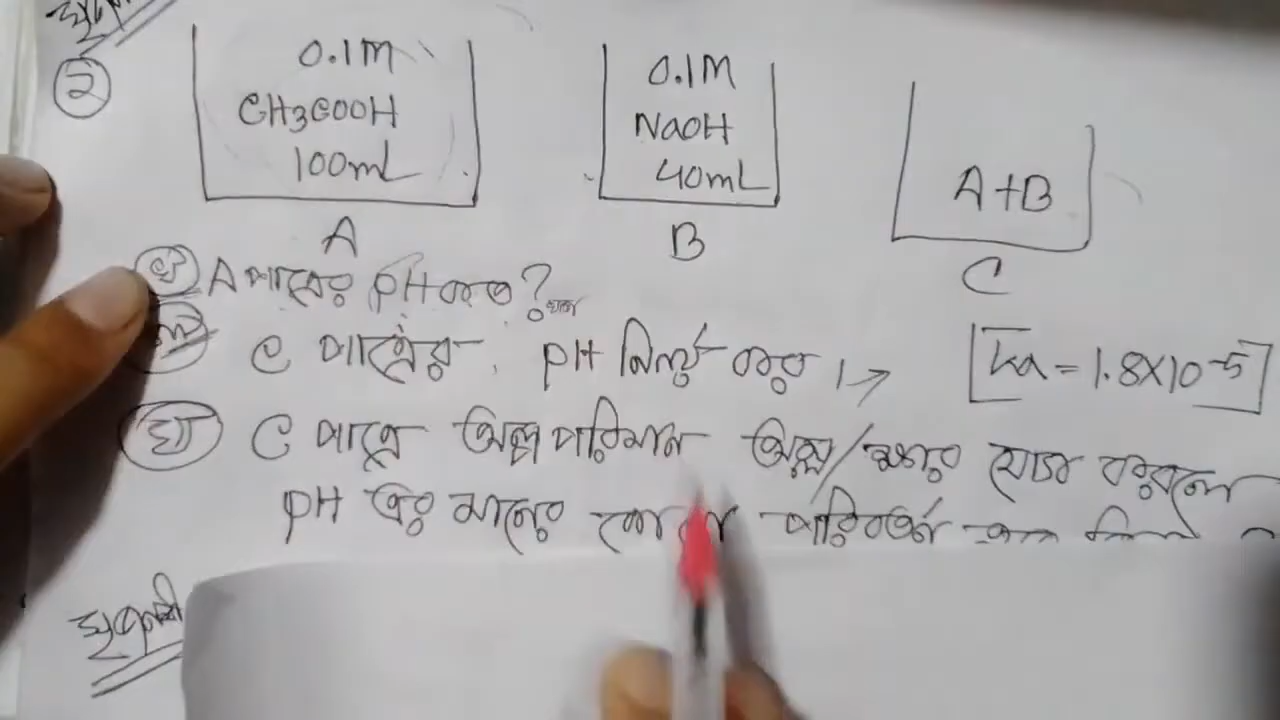 ২
0.1M
CH3COOH
100mL
A
0.1M
NaOH
40mL
B
A+B
C
A পাত্রের pH কত?
C পাত্রের pH নির্ণয় কর।→ [Ka = 1.8×10-5]
ঘ C পাত্রে অল্প পরিমান অম্ল/ক্ষার যোগ করলে
pH এর মানের কোনো পরিবর্তন